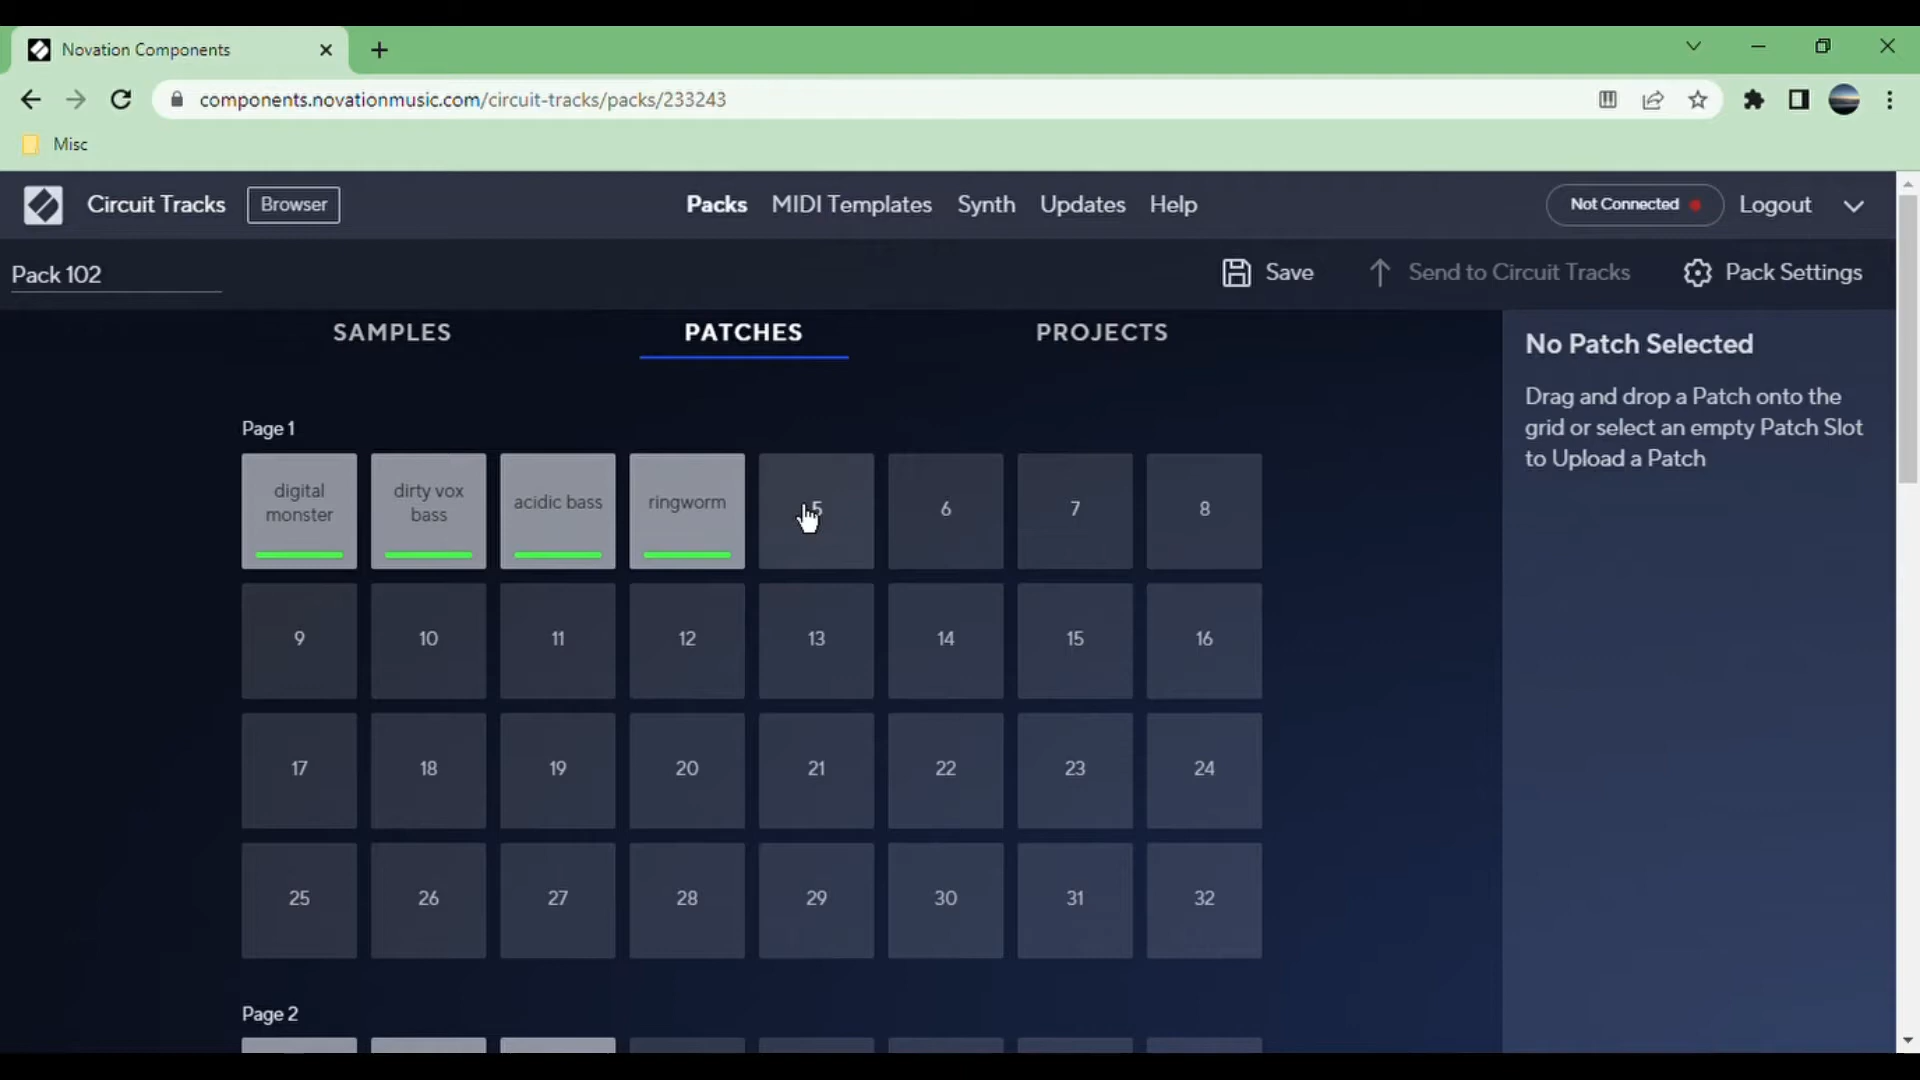 Novation Components
components.novationmusic.com/circuit-tracks/packs/233243
Misc
Circuit Tracks Browser Packs MIDI Templates Synth Updates Help Not Connected Logout
Pack 102 Save Send to Circuit Tracks Pack Settings
SAMPLES PATCHES PROJECTS
No Patch Selected
Drag and drop a Patch onto the
grid or select an empty Patch Slot
to Upload a Patch
Page 1
digital
monster
dirty vox
bass
acidic bass
ringworm
5 6 7 8
9 10 11 12 13 14 15 16
17 18 19 20 21 22 23 24
25 26 27 28 29 30 31 32
Page 2